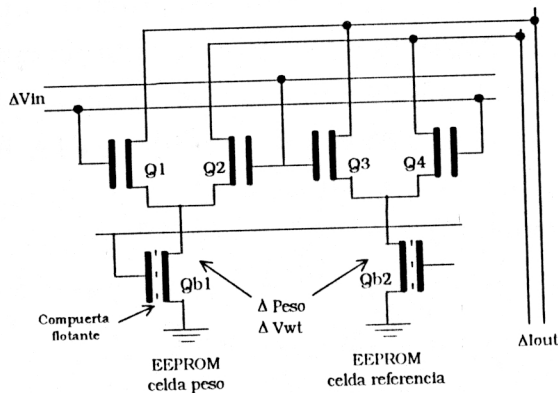 ΔVin
Q1
Q2
Q3
Q4
Qb1
Δ Peso
Δ Vwt
Qb2
Compuerta
flotante
ΔIout
EEPROM
celda peso
EEPROM
celda referencia